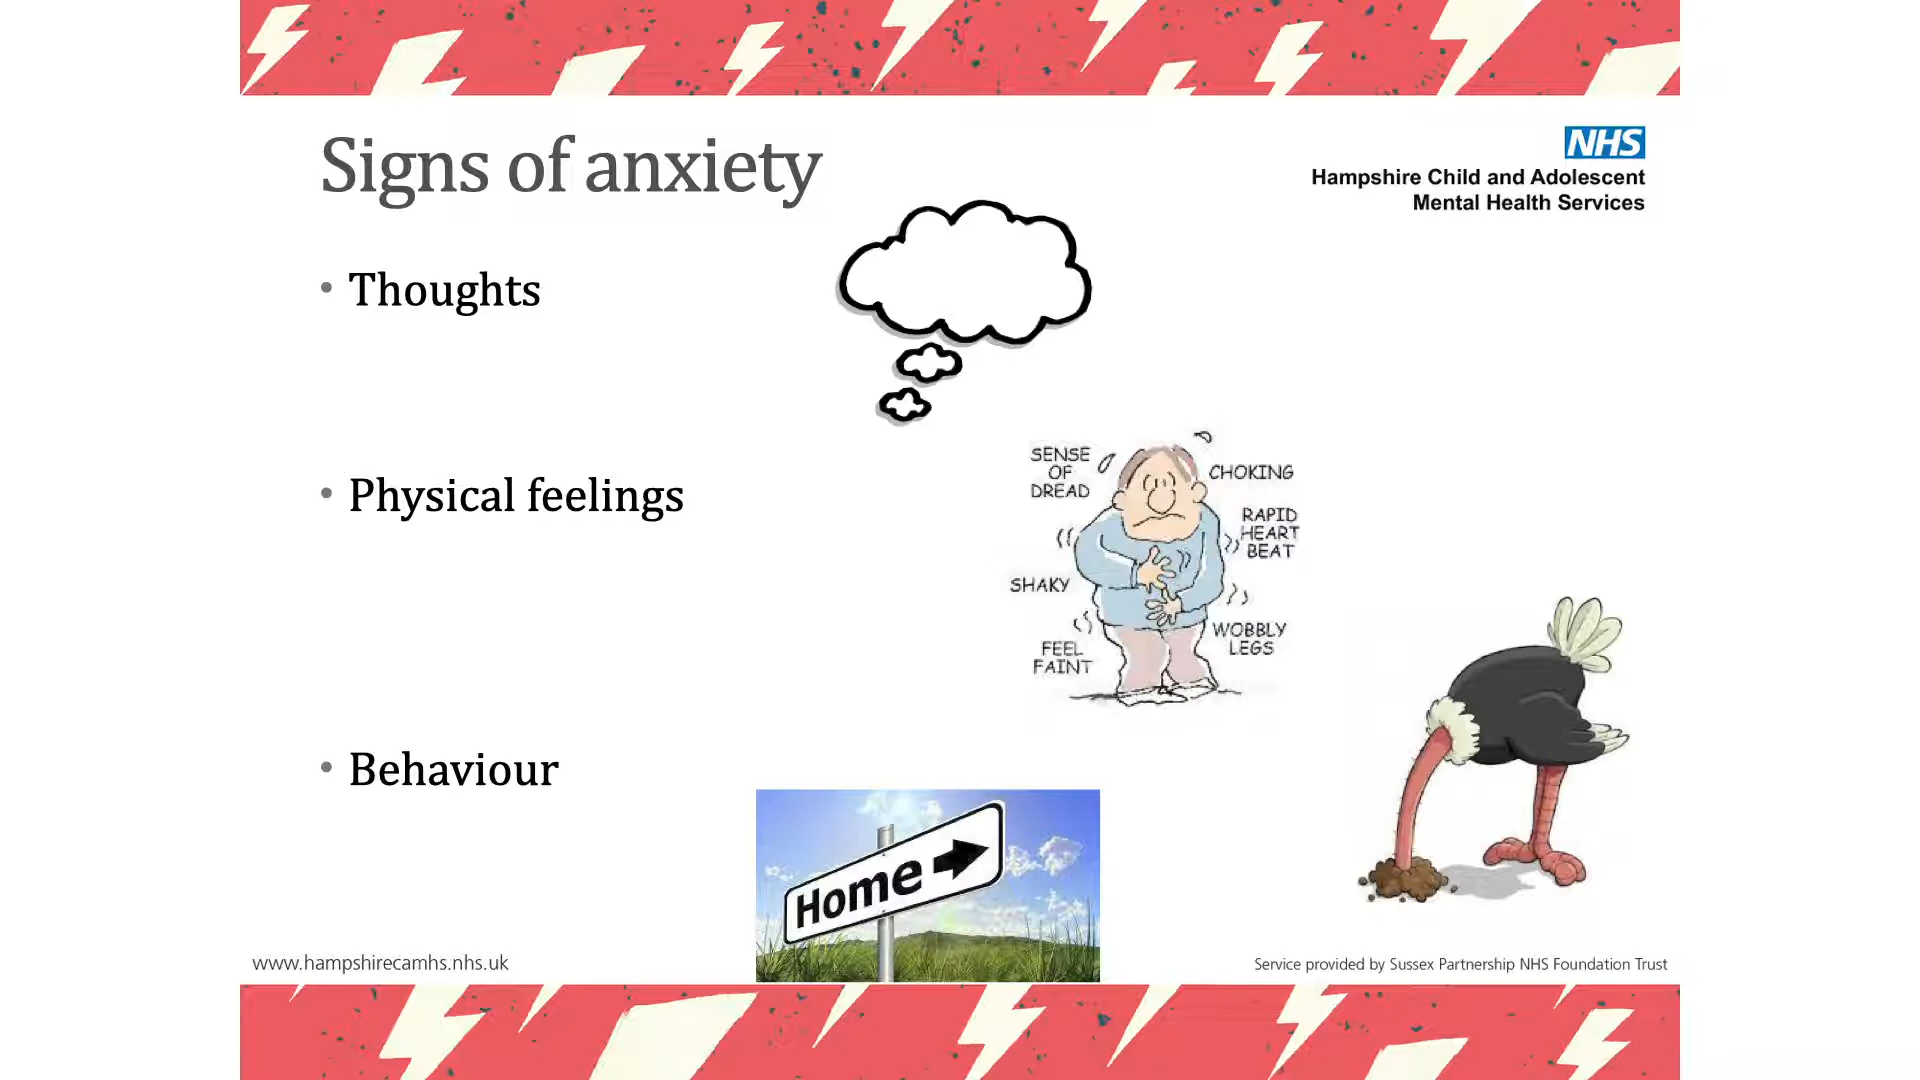 Signs of anxiety
NHS
Hampshire Child and Adolescent
Mental Health Services
• Thoughts
• Physical feelings
SENSE
OF
DREAD
CHOKING
RAPID
HEART
BEAT
SHAKY
WOBBLY
LEGS
FEEL
FAINT
• Behaviour
Home
www.hampshirecamhs.nhs.uk
Service provided by Sussex Partnership NHS Foundation Trust